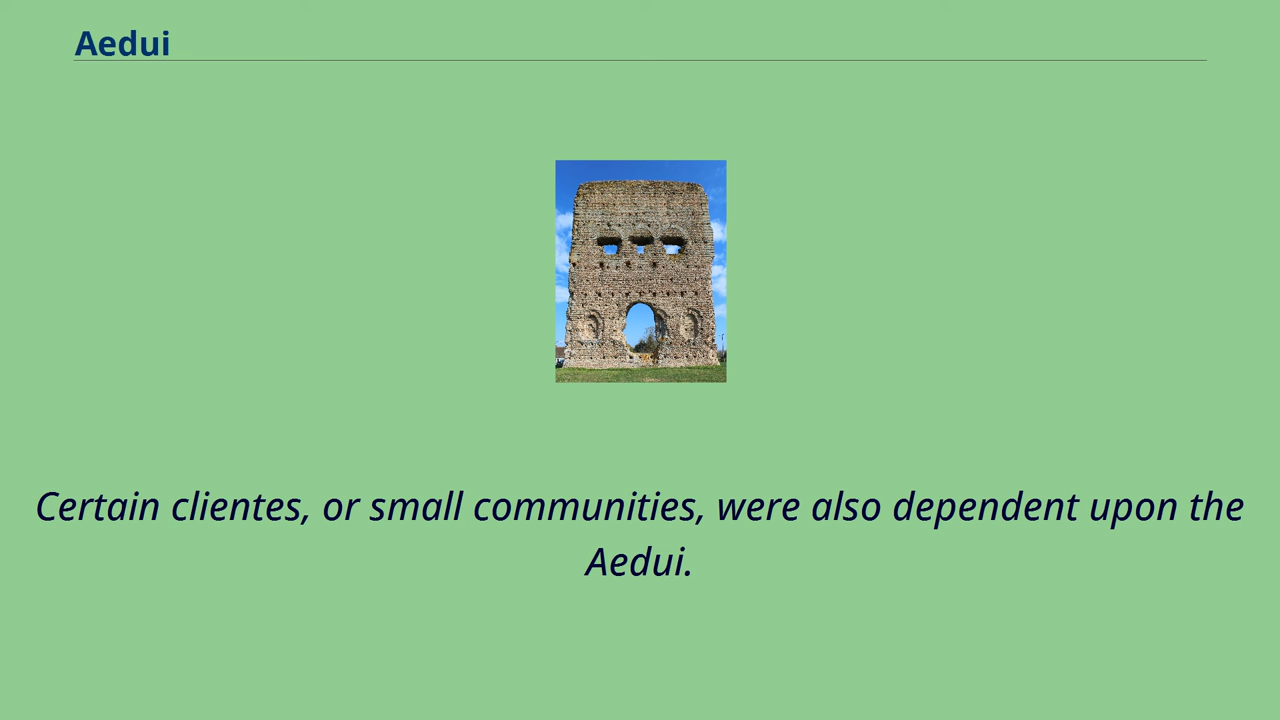 Aedui
Certain clientes, or small communities, were also dependent upon the
Aedui.